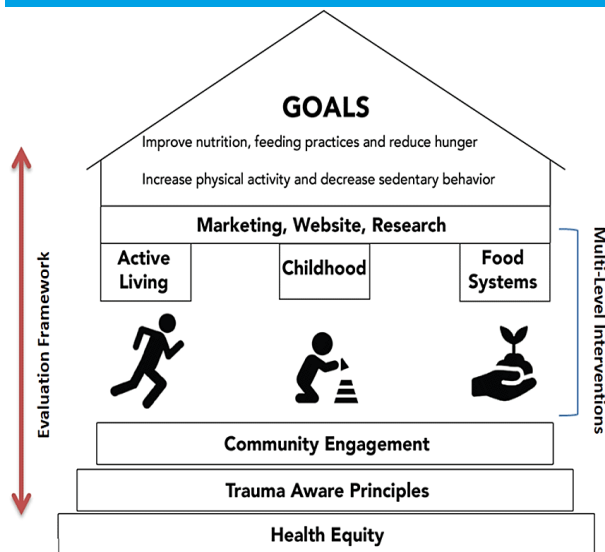 GOALS
Improve nutrition, feeding practices and reduce hunger
Increase physical activity and decrease sedentary behavior
Marketing, Website, Research
Active
Living
Childhood
Food
Systems
Evaluation Framework
Multi-Level Interventions
Community Engagement
Trauma Aware Principles
Health Equity